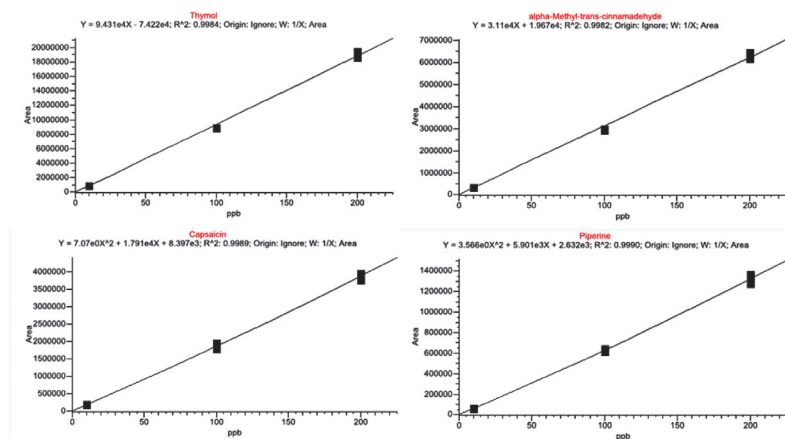 Thymol
Y = 9.431e4X - 7.422e4; R^2: 0.9984; Origin: Ignore; W: 1/X; Area
20000000
18000000
16000000
14000000
12000000
10000000
8000000
6000000
4000000
2000000
0
Area
0 50 100 150 200
ppb
alpha-Methyl-trans-cinnamadehyde
Y = 3.11e4X + 1.967e4; R^2: 0.9982; Origin: Ignore; W: 1/X; Area
7000000
6000000
5000000
4000000
3000000
2000000
1000000
0
Area
0 50 100 150 200
ppb
Capsaicin
Y = 7.07e0X^2 + 1.791e4X + 8.397e3; R^2: 0.9989; Origin: Ignore; W: 1/X; Area
4000000
3500000
3000000
2500000
2000000
1500000
1000000
500000
0
Area
0 50 100 150 200
ppb
Piperine
Y = 3.566e0X^2 + 5.901e3X + 2.632e3; R^2: 0.9990; Origin: Ignore; W: 1/X; Area
1400000
1200000
1000000
800000
600000
400000
200000
0
Area
0 50 100 150 200
ppb